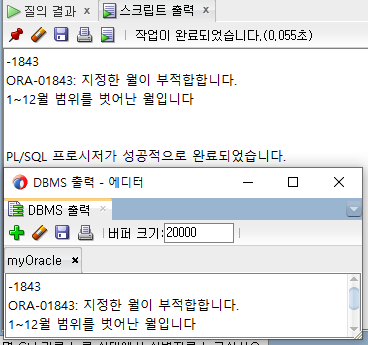 질의 결과 × 스크립트 출력 ×
작업이 완료되었습니다.(0,055초)
-1843
ORA-01843: 지정한 월이 부적합합니다.
1~12월 범위를 벗어난 월입니다
PL/SQL 프로시저가 성공적으로 완료되었습니다.
DBMS 출력 - 에디터
DBMS 출력 ×
버퍼 크기: 20000
myOracle ×
-1843
ORA-01843: 지정한 월이 부적합합니다.
1~12월 범위를 벗어난 월입니다